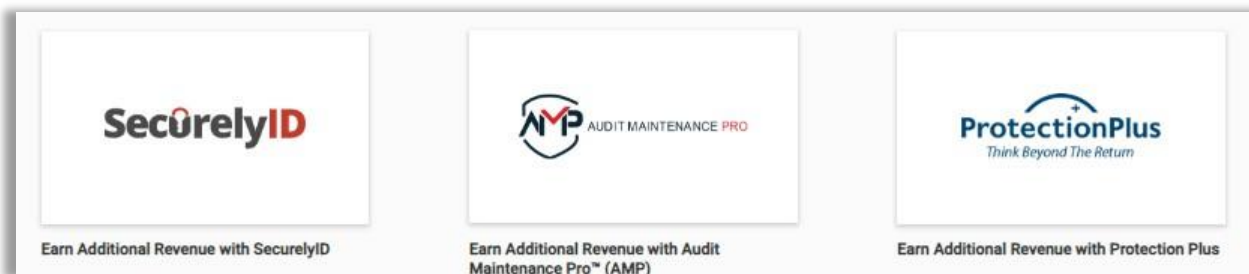 SecurelyID
AMP AUDIT MAINTENANCE PRO
ProtectionPlus
Think Beyond The Return
Earn Additional Revenue with SecurelyID
Earn Additional Revenue with Audit
Maintenance Pro™ (AMP)
Earn Additional Revenue with Protection Plus